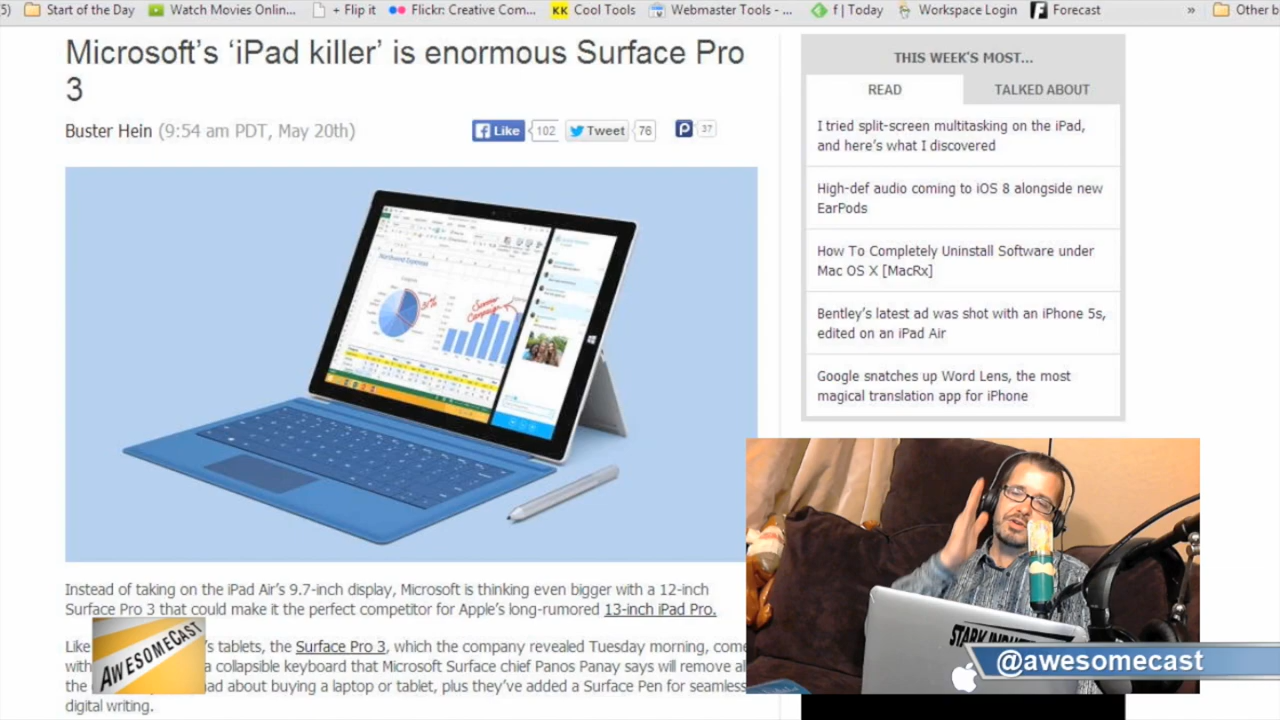 5)
Start of the Day
Watch Movies Onlin...
+ Flip it
Flickr: Creative Com...
KK Cool Tools
Webmaster Tools - ...
f | Today
Workspace Login
Forecast
»
Other b
Microsoft's 'iPad killer' is enormous Surface Pro
3
Buster Hein (9:54 am PDT, May 20th)
Like 102
Tweet 76
37
Summer
Campaign
Instead of taking on the iPad Air's 9.7-inch display, Microsoft is thinking even bigger with a 12-inch
Surface Pro 3 that could make it the perfect competitor for Apple's long-rumored 13-inch iPad Pro.
Like 's tablets, the Surface Pro 3, which the company revealed Tuesday morning, come
with a collapsible keyboard that Microsoft Surface chief Panos Panay says will remove al
the had about buying a laptop or tablet, plus they've added a Surface Pen for seamless
digital writing.
AWESOMECAST
THIS WEEK'S MOST...
READ
TALKED ABOUT
I tried split-screen multitasking on the iPad,
and here's what I discovered
High-def audio coming to iOS 8 alongside new
EarPods
How To Completely Uninstall Software under
Mac OS X [MacRx]
Bentley's latest ad was shot with an iPhone 5s,
edited on an iPad Air
Google snatches up Word Lens, the most
magical translation app for iPhone
STARK
@awesomecast